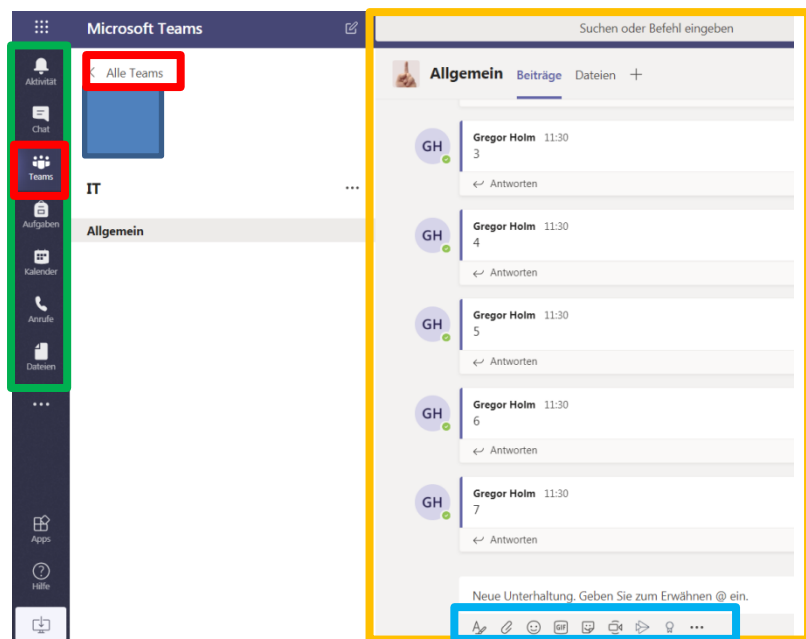 Microsoft Teams
Suchen oder Befehl eingeben
Aktivität
Chat
Teams
Aufgaben
Kalender
Anrufe
Dateien
Apps
Hilfe
Alle Teams
IT
Allgemein
Allgemein Beiträge Dateien
Gregor Holm 11:30
GH
3
Antworten
Gregor Holm 11:30
GH
4
Antworten
Gregor Holm 11:30
GH
5
Antworten
Gregor Holm 11:30
GH
6
Antworten
Gregor Holm 11:30
GH
7
Antworten
Neue Unterhaltung. Geben Sie zum Erwähnen @ ein.
GIF